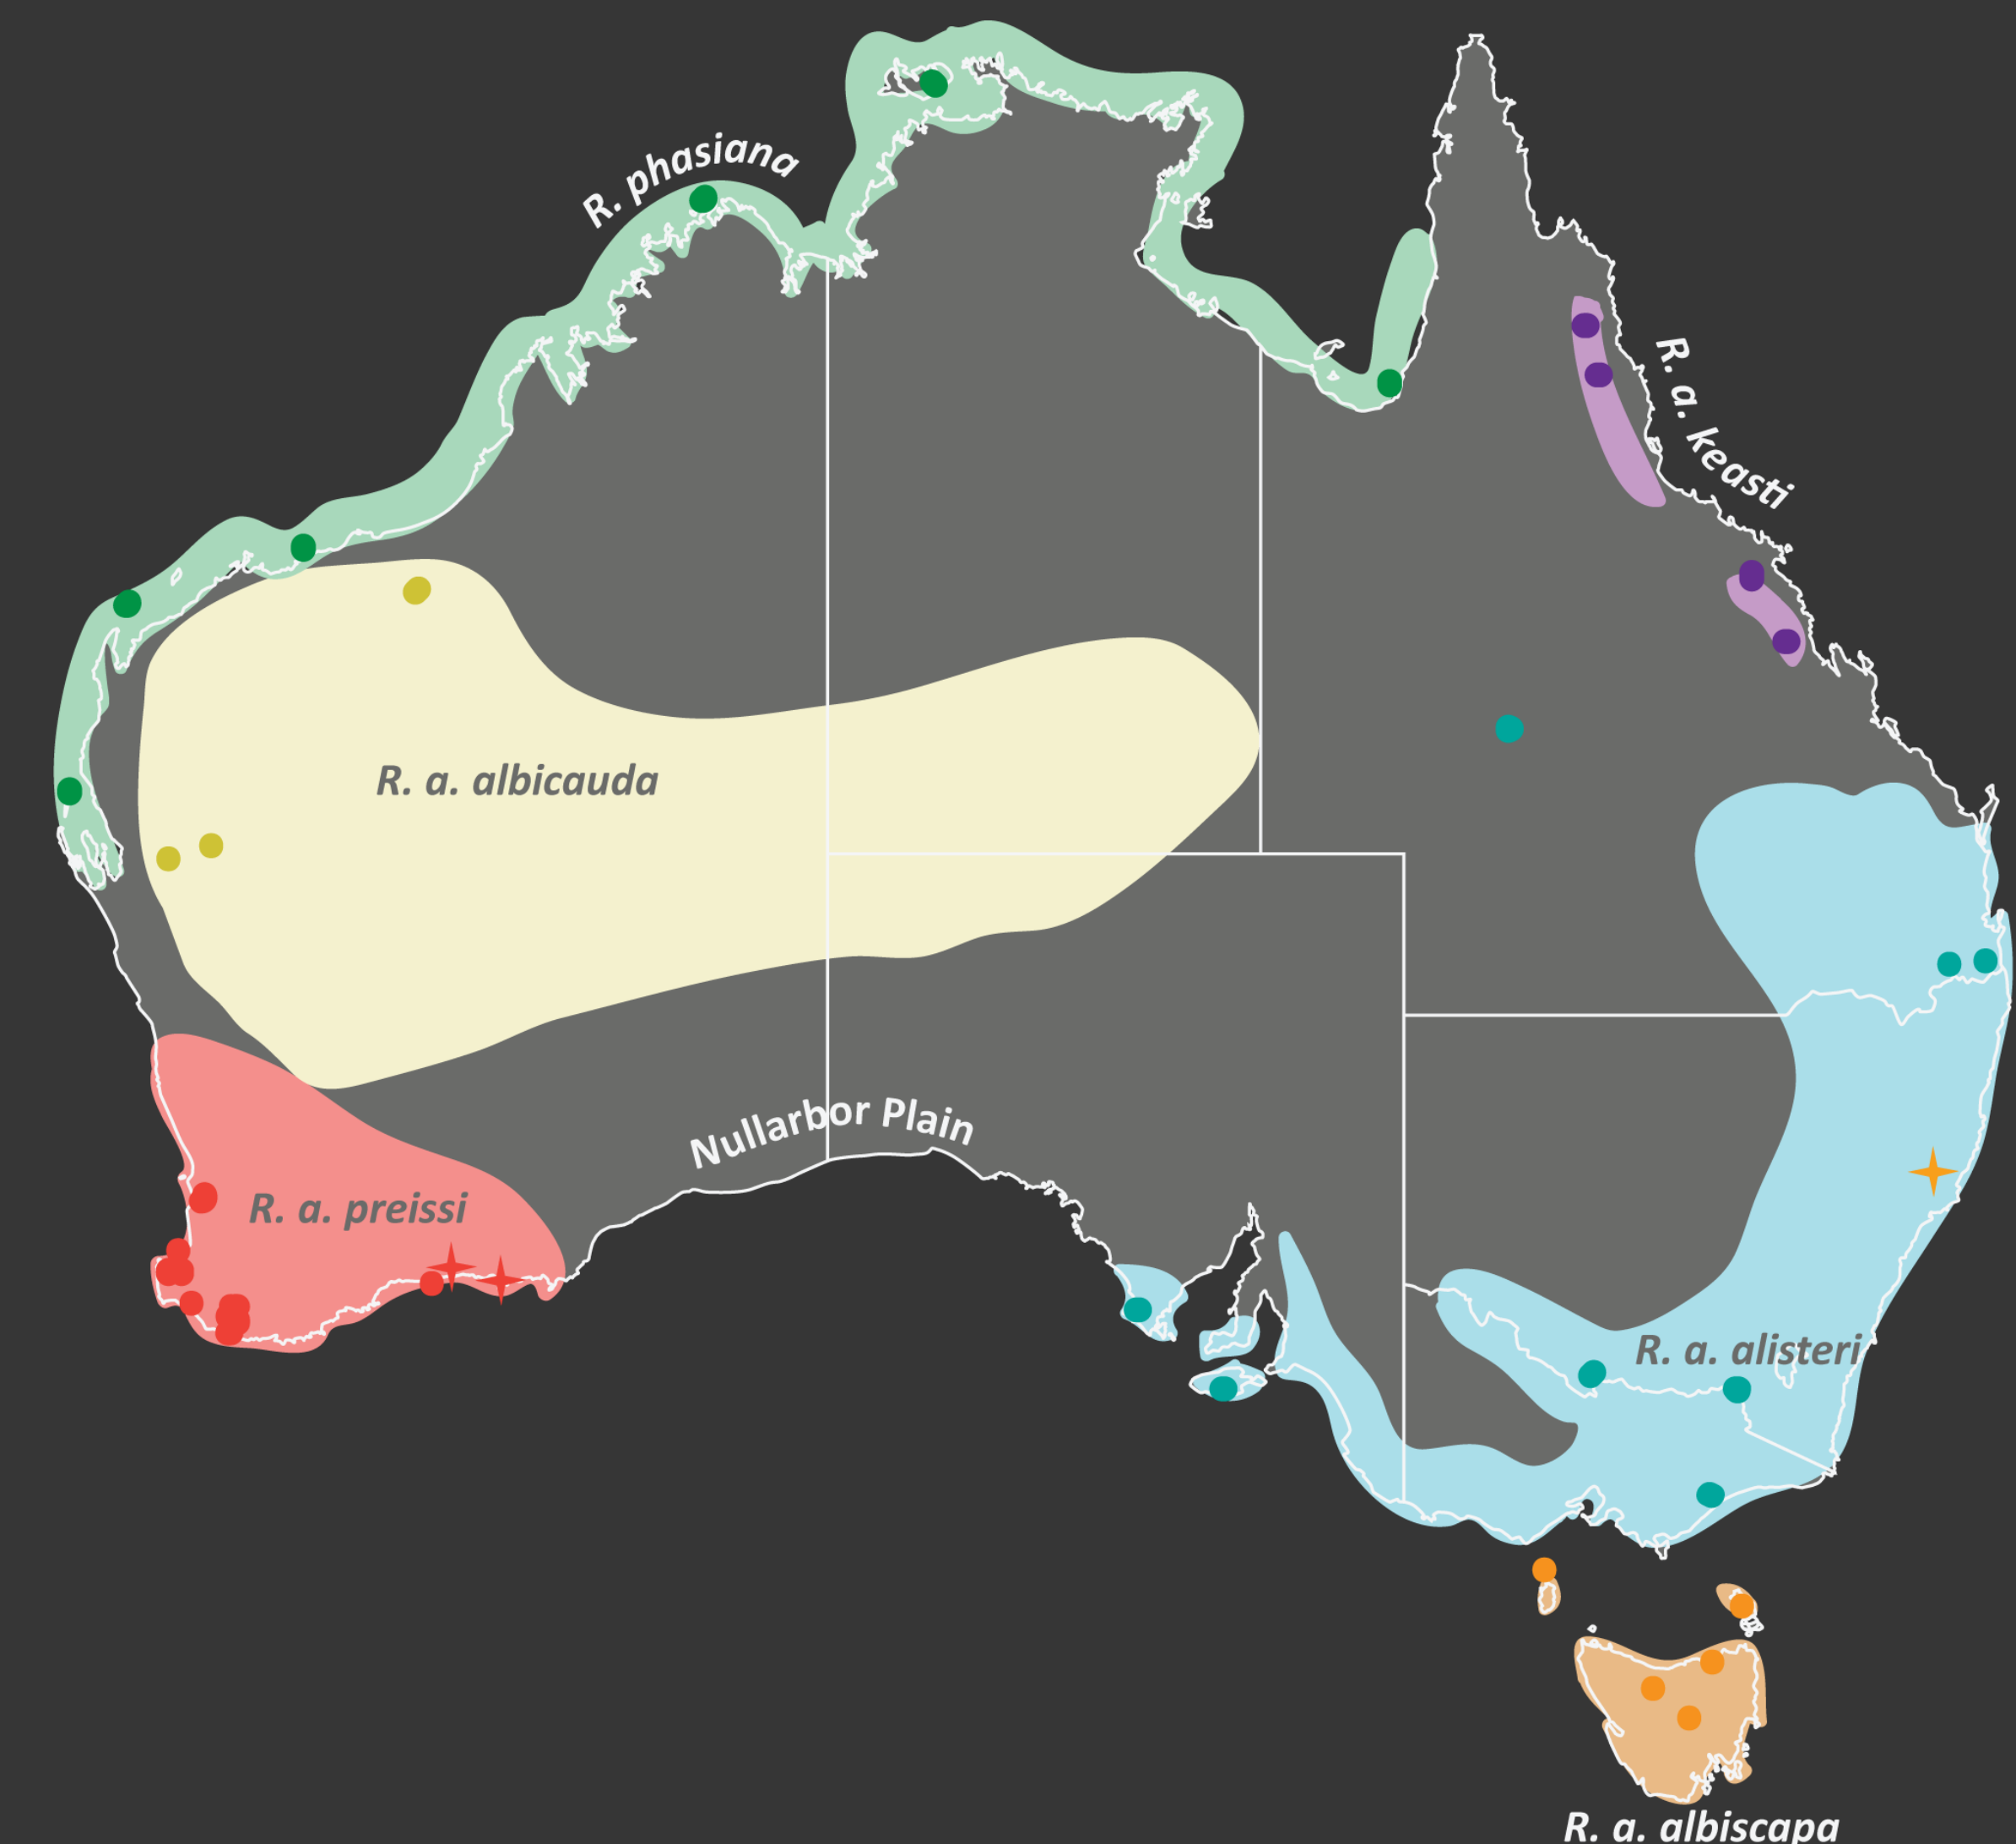 R. phasiana
R. a. keasti
R. a. albicauda
Nullarbor Plain
R. a. preissi
R. a. alisteri
R. a. albiscapa